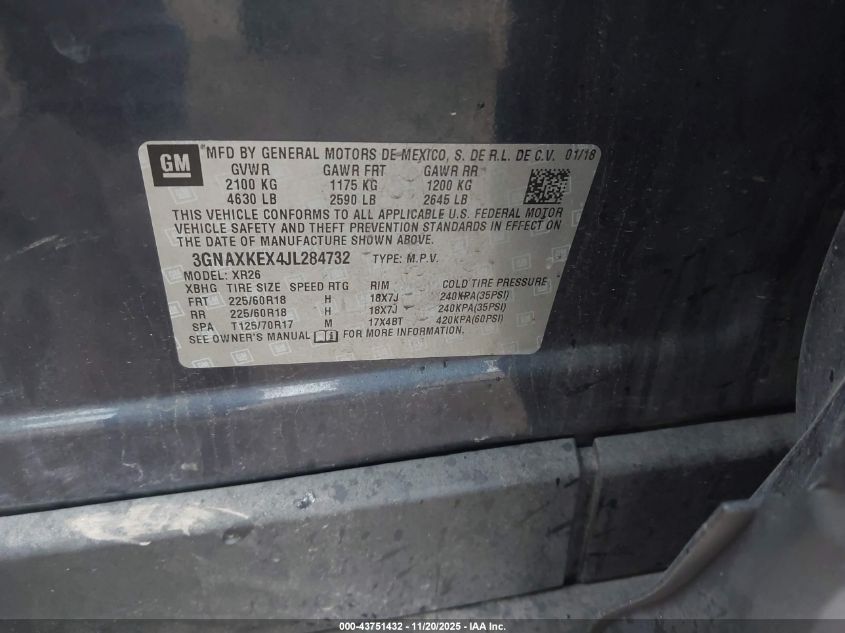 GM
MFD BY GENERAL MOTORS DE MEXICO, S. DE R.L. DE C.V. 01/18
GVWR GAWR FRT GAWR RR
2100 KG 1175 KG 1200 KG
4630 LB 2590 LB 2645 LB
THIS VEHICLE CONFORMS TO ALL APPLICABLE U.S. FEDERAL MOTOR
VEHICLE SAFETY AND THEFT PREVENTION STANDARDS IN EFFECT ON
THE DATE OF MANUFACTURE SHOWN ABOVE.
3GNAXKEX4JL284732 TYPE: M.P.V.
MODEL: XR26
XBHG TIRE SIZE SPEED RTG RIM COLD TIRE PRESSURE
FRT 225/60R18 H 18X7J 240KPA(35PSI)
RR 225/60R18 H 18X7J 240KPA(35PSI)
SPA T125/70R17 M 17X4BT 420KPA(60PSI)
SEE OWNER'S MANUAL FOR MORE INFORMATION.
000-43751432 - 11/20/2025 - IAA Inc.